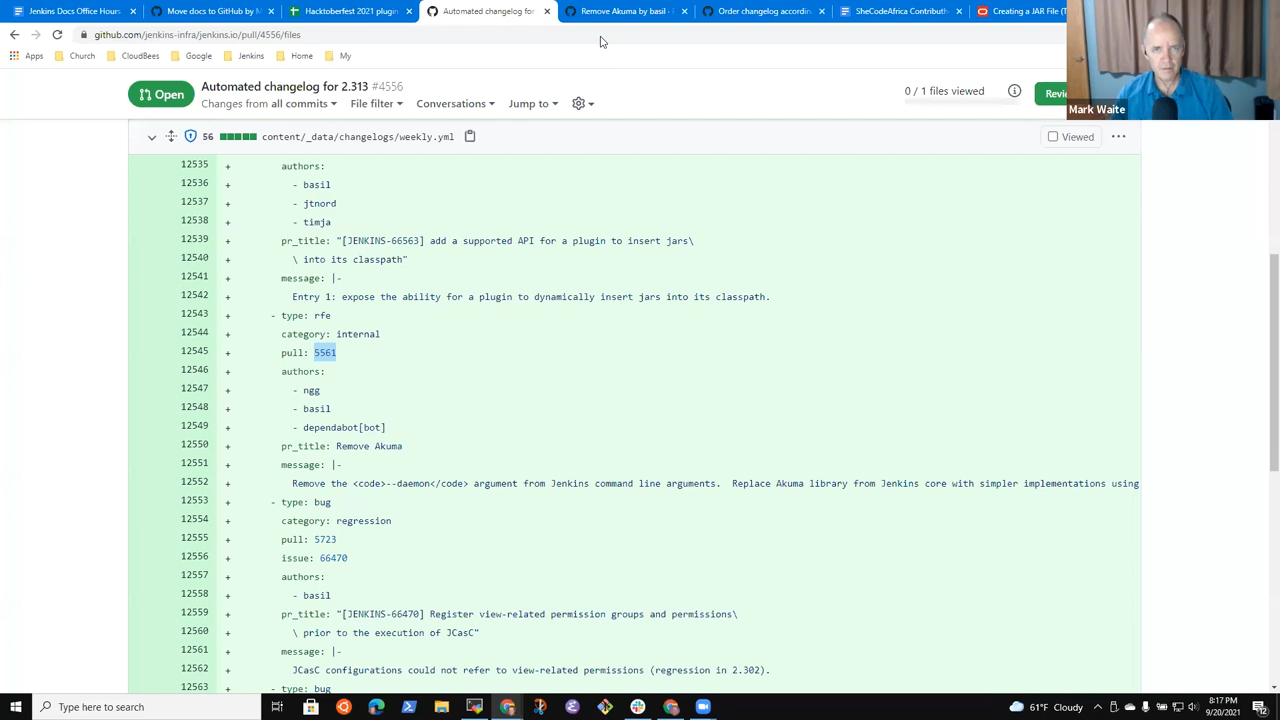 Jenkins Docs Office Hours
Move docs to GitHub by M
Hacktoberfest 2021 plugin
Automated changelog for
Remove Akuma by basil ·
Order changelog accordin
SheCodeAfrica Contributh
Creating a JAR File (T
github.com/jenkins-infra/jenkins.io/pull/4556/files
Apps
Church
CloudBees
Google
Jenkins
Home
My
Open
Automated changelog for 2.313 #4556
Changes from all commits
File filter
Conversations
Jump to
0 / 1 files viewed
Mark Waite
56
content/_data/changelogs/weekly.yml
Viewed
12535 + authors:
12536 + - basil
12537 + - jtnord
12538 + - timja
12539 + pr_title: "[JENKINS-66563] add a supported API for a plugin to insert jars\
12540 + \ into its classpath"
12541 + message: |-
12542 + Entry 1: expose the ability for a plugin to dynamically insert jars into its classpath.
12543 + - type: rfe
12544 + category: internal
12545 + pull: 5561
12546 + authors:
12547 + - ngg
12548 + - basil
12549 + - dependabot[bot]
12550 + pr_title: Remove Akuma
12551 + message: |-
12552 + Remove the <code>--daemon</code> argument from Jenkins command line arguments.  Replace Akuma library from Jenkins core with simpler implementations using
12553 + - type: bug
12554 + category: regression
12555 + pull: 5723
12556 + issue: 66470
12557 + authors:
12558 + - basil
12559 + pr_title: "[JENKINS-66470] Register view-related permission groups and permissions\
12560 + \ prior to the execution of JCasC"
12561 + message: |-
12562 + JCasC configurations could not refer to view-related permissions (regression in 2.302).
12563 + - type: bug
Type here to search
61°F Cloudy
8:17 PM
9/20/2021
12